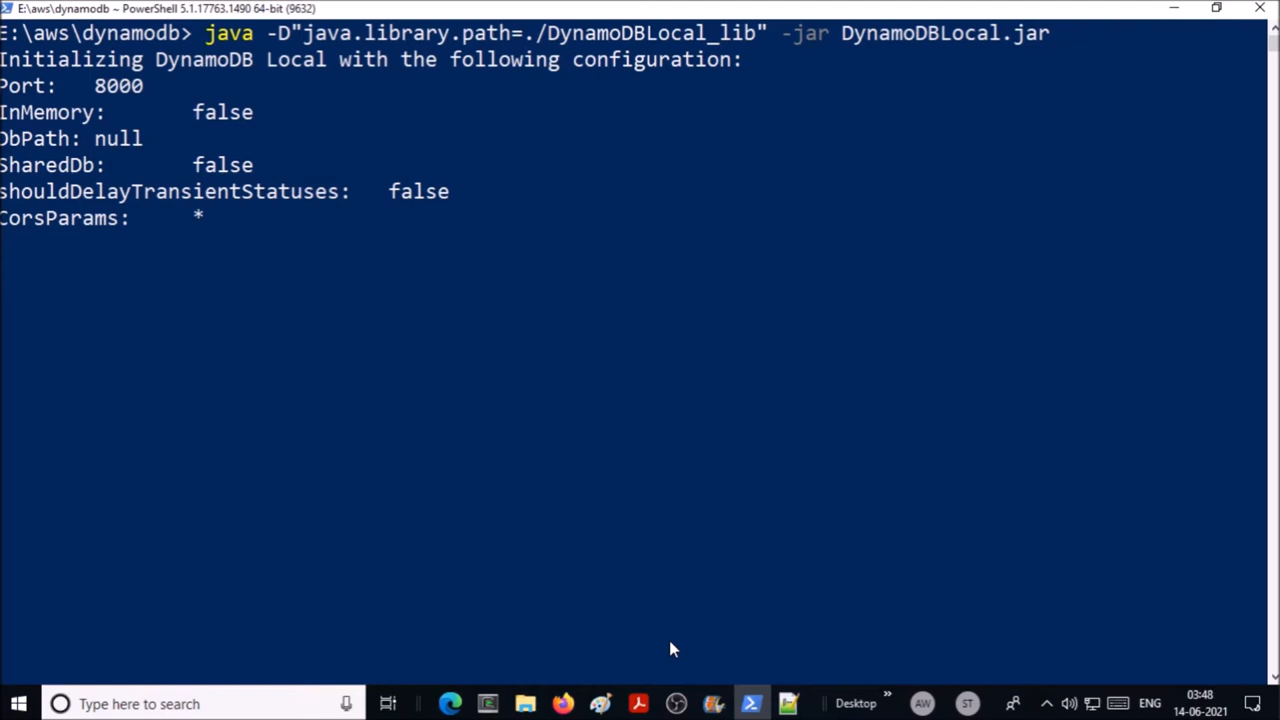 E:\aws\dynamodb ~ PowerShell 5.1.17763.1490 64-bit (9632)
E:\aws\dynamodb> java -D"java.library.path=./DynamoDBLocal_lib" -jar DynamoDBLocal.jar
Initializing DynamoDB Local with the following configuration:
Port: 8000
InMemory: false
DbPath: null
SharedDb: false
shouldDelayTransientStatuses: false
CorsParams: *
Type here to search
Desktop
»
AW
ST
ENG
03:48
14-06-2021